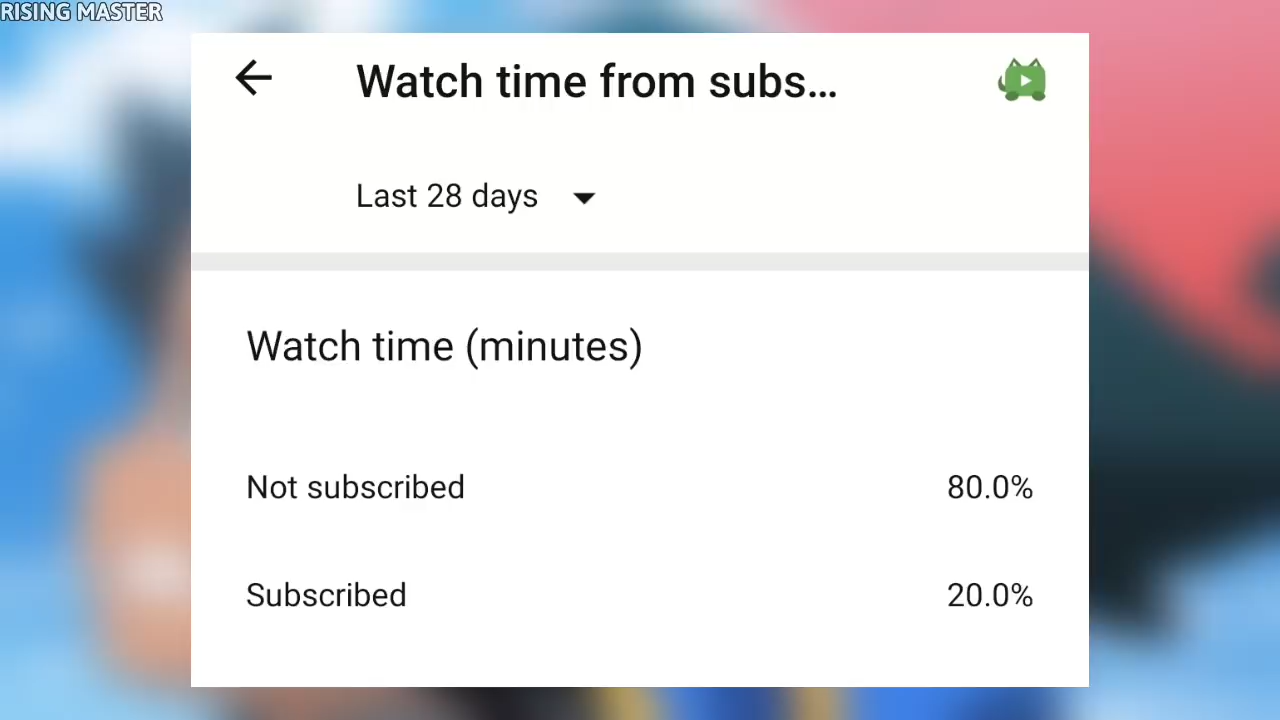 RISING MASTER
Watch time from subs...
Last 28 days
Watch time (minutes)
Not subscribed 80.0%
Subscribed 20.0%